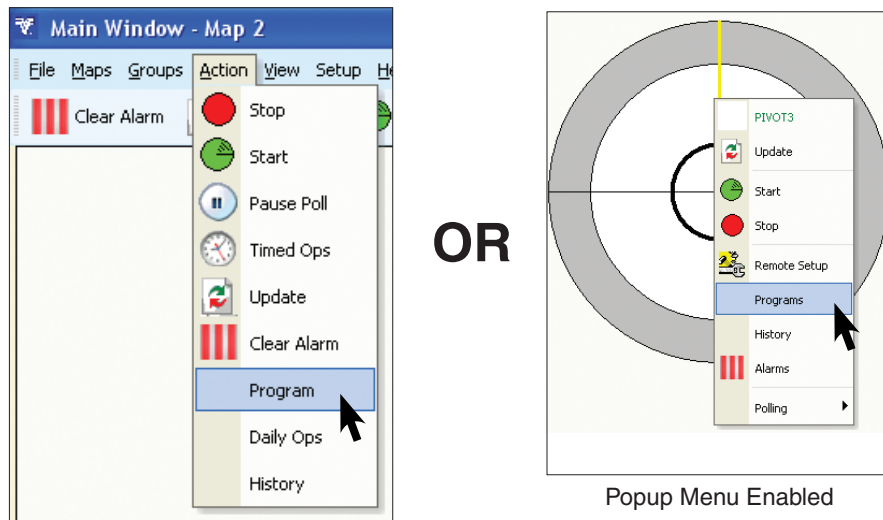 Main Window - Map 2
File Maps Groups Action View Setup
Clear Alarm
Stop
Start
Pause Poll
Timed Ops
Update
Clear Alarm
Program
Daily Ops
History
OR
PIVOT3
Update
Start
Stop
Remote Setup
Programs
History
Alarms
Polling
Popup Menu Enabled